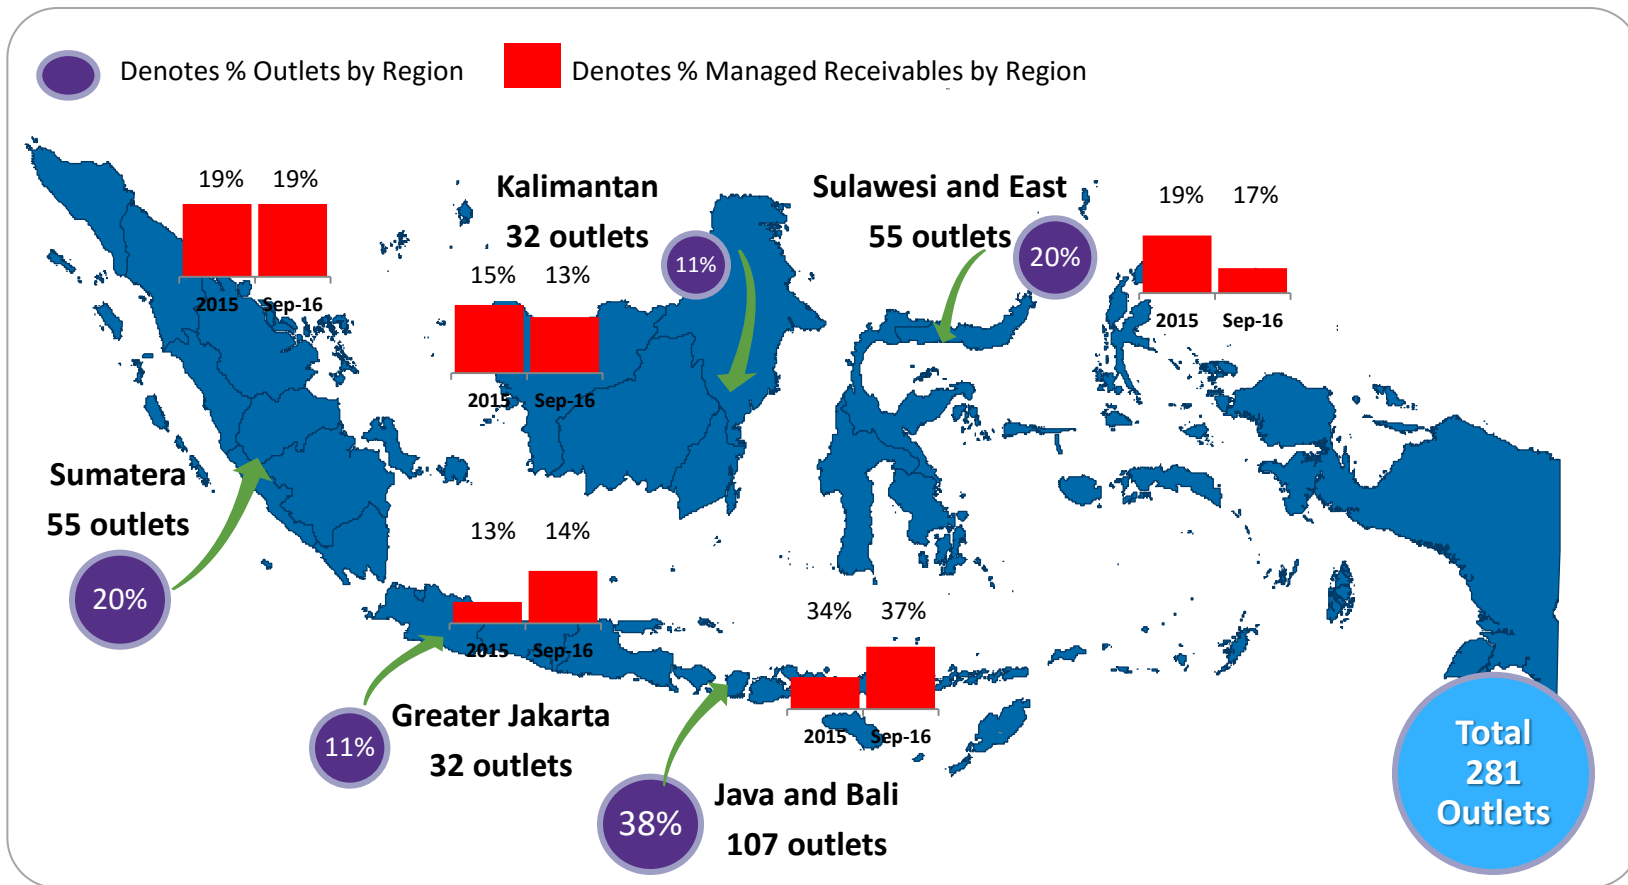 Denotes % Outlets by Region
Denotes % Managed Receivables by Region
19% 19%
2015 Sep-16
Kalimantan
32 outlets
11%
15% 13%
2015 Sep-16
Sulawesi and East
55 outlets
20%
19% 17%
2015 Sep-16
Sumatera
55 outlets
20%
13% 14%
2015 Sep-16
Greater Jakarta
32 outlets
11%
34% 37%
2015 Sep-16
Java and Bali
107 outlets
38%
Total
281
Outlets